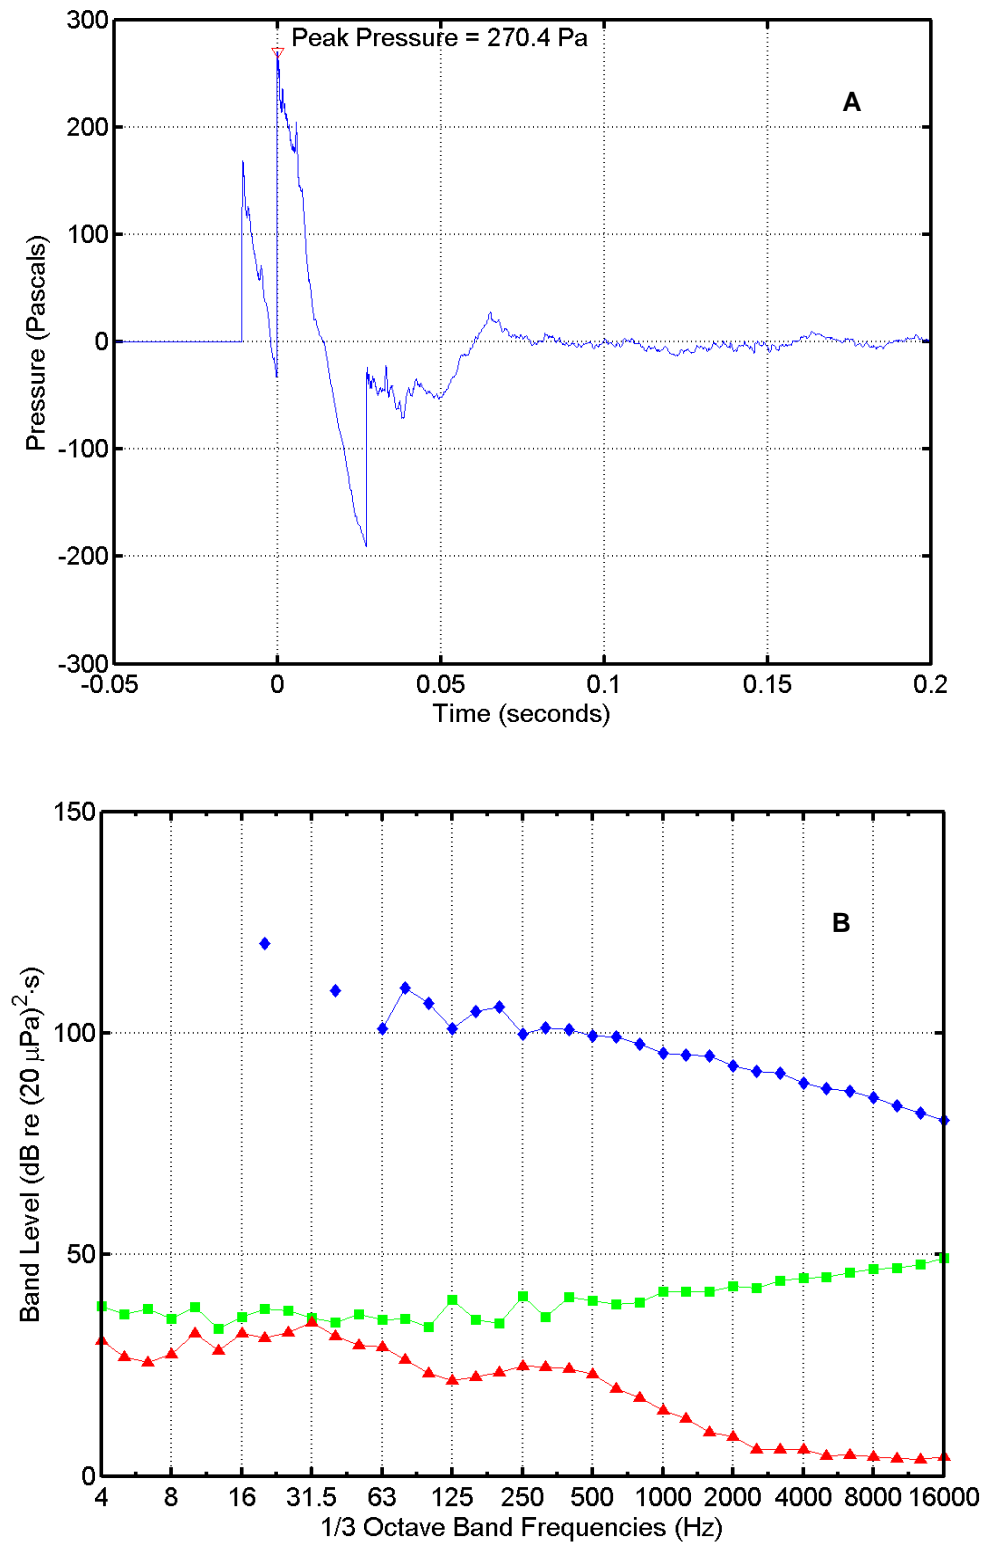 Peak Pressure = 270.4 Pa
A
300
200
100
0
-100
-200
-300
Pressure (Pascals)
-0.05 0 0.05 0.1 0.15 0.2
Time (seconds)
B
150
100
50
0
Band Level (dB re (20 μPa)²·s)
4 8 16 31.5 63 125 250 500 1000 2000 4000 8000 16000
1/3 Octave Band Frequencies (Hz)